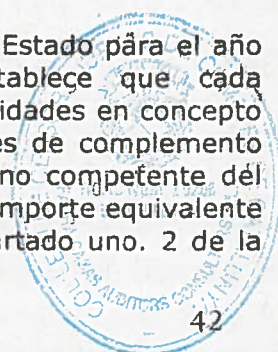 Estado para el año
tablece que cada
idades en concepto
es de complemento
no competente del
mporte equivalente
artado uno. 2 de la
42